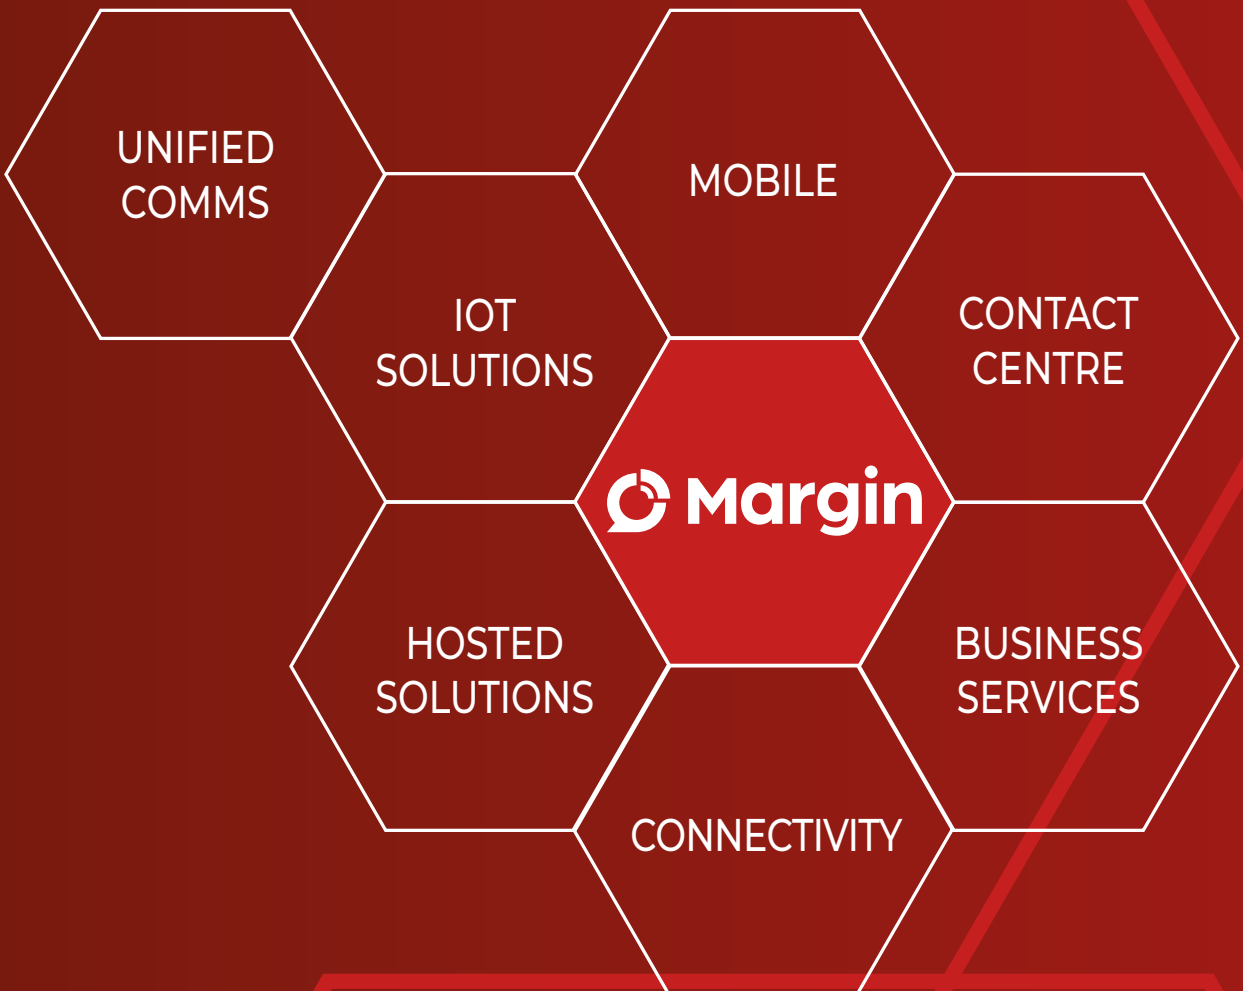 UNIFIED
COMMS
MOBILE
IOT
SOLUTIONS
CONTACT
CENTRE
Margin
HOSTED
SOLUTIONS
BUSINESS
SERVICES
CONNECTIVITY